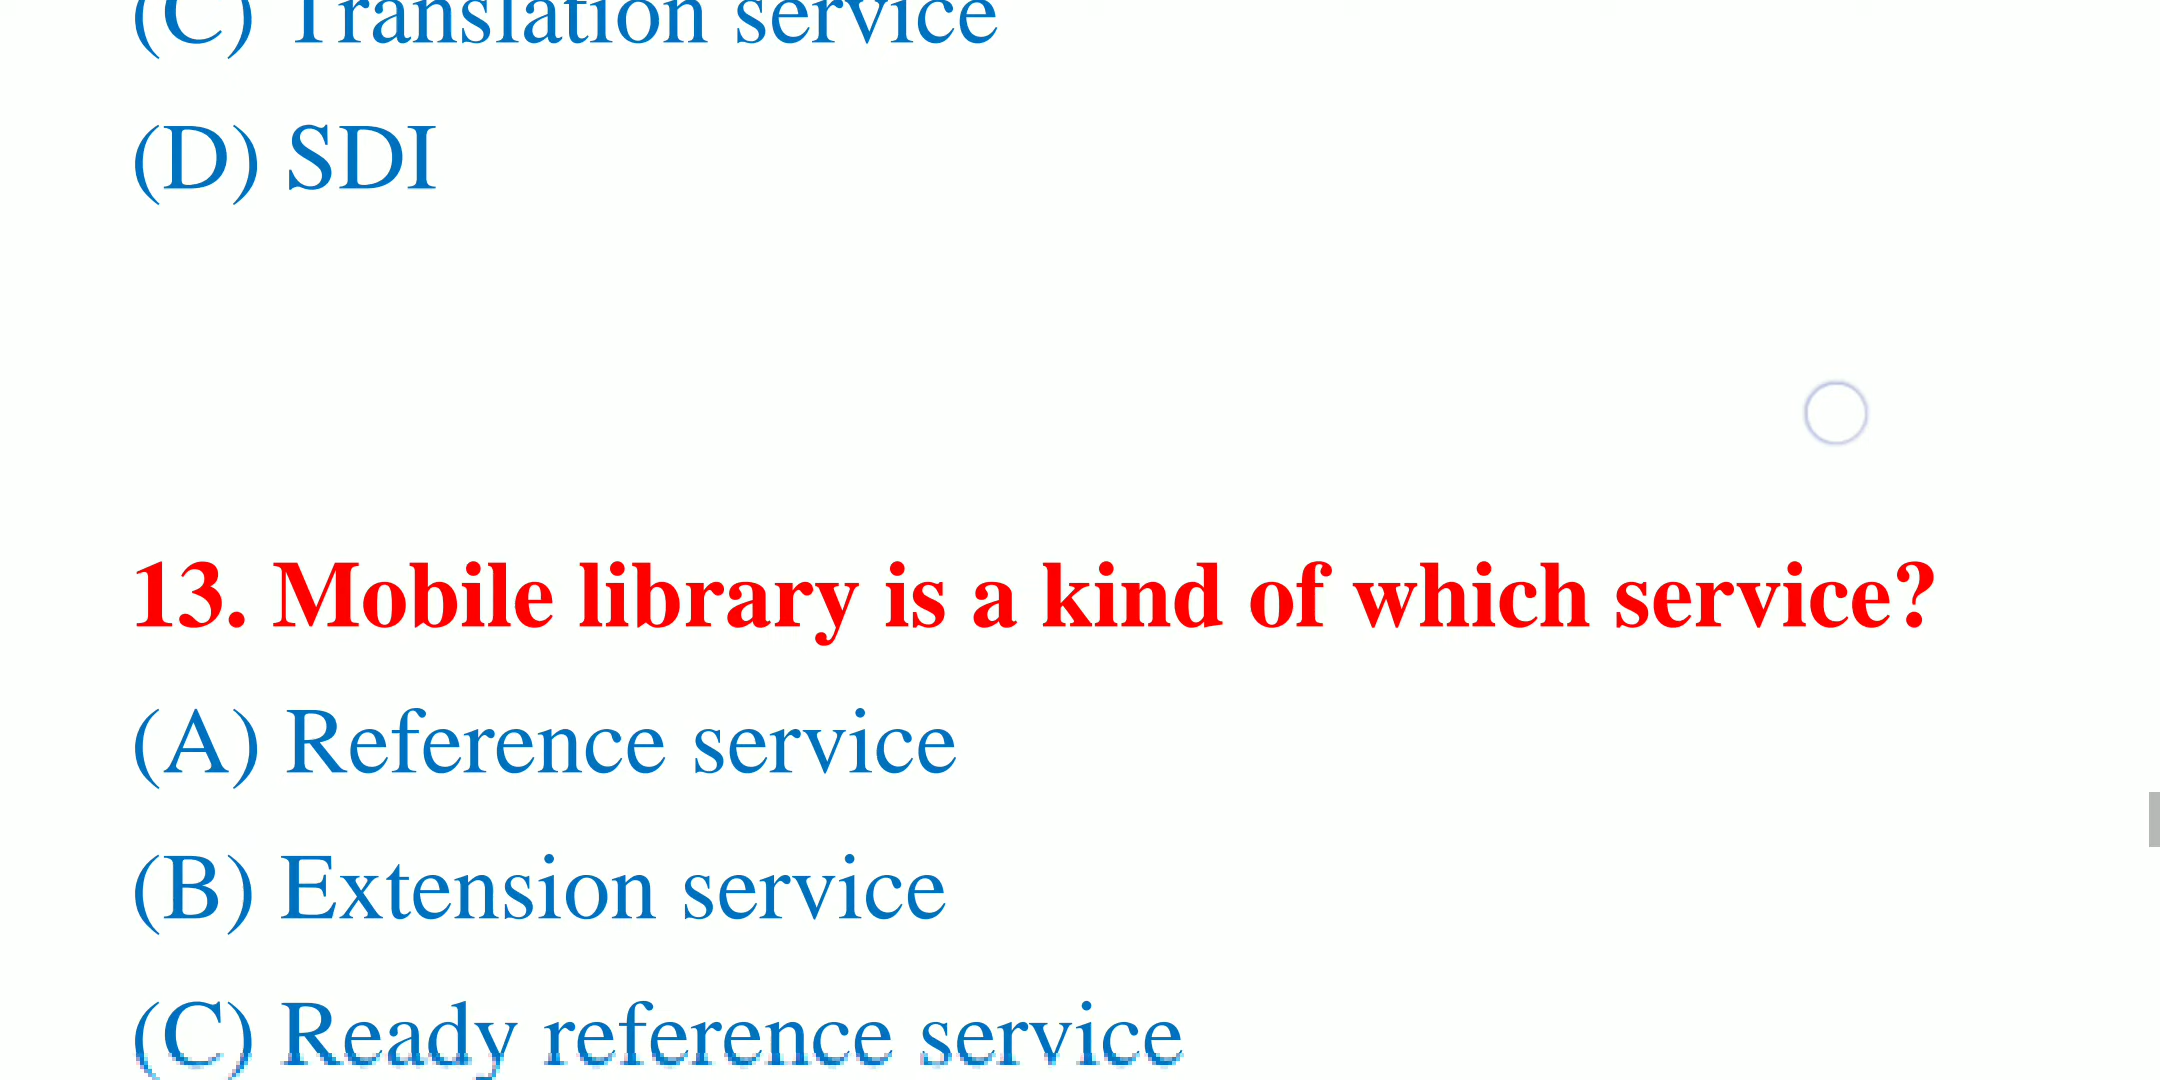 (C) Translation service
(D) SDI
13. Mobile library is a kind of which service?
(A) Reference service
(B) Extension service
(C) Ready reference service